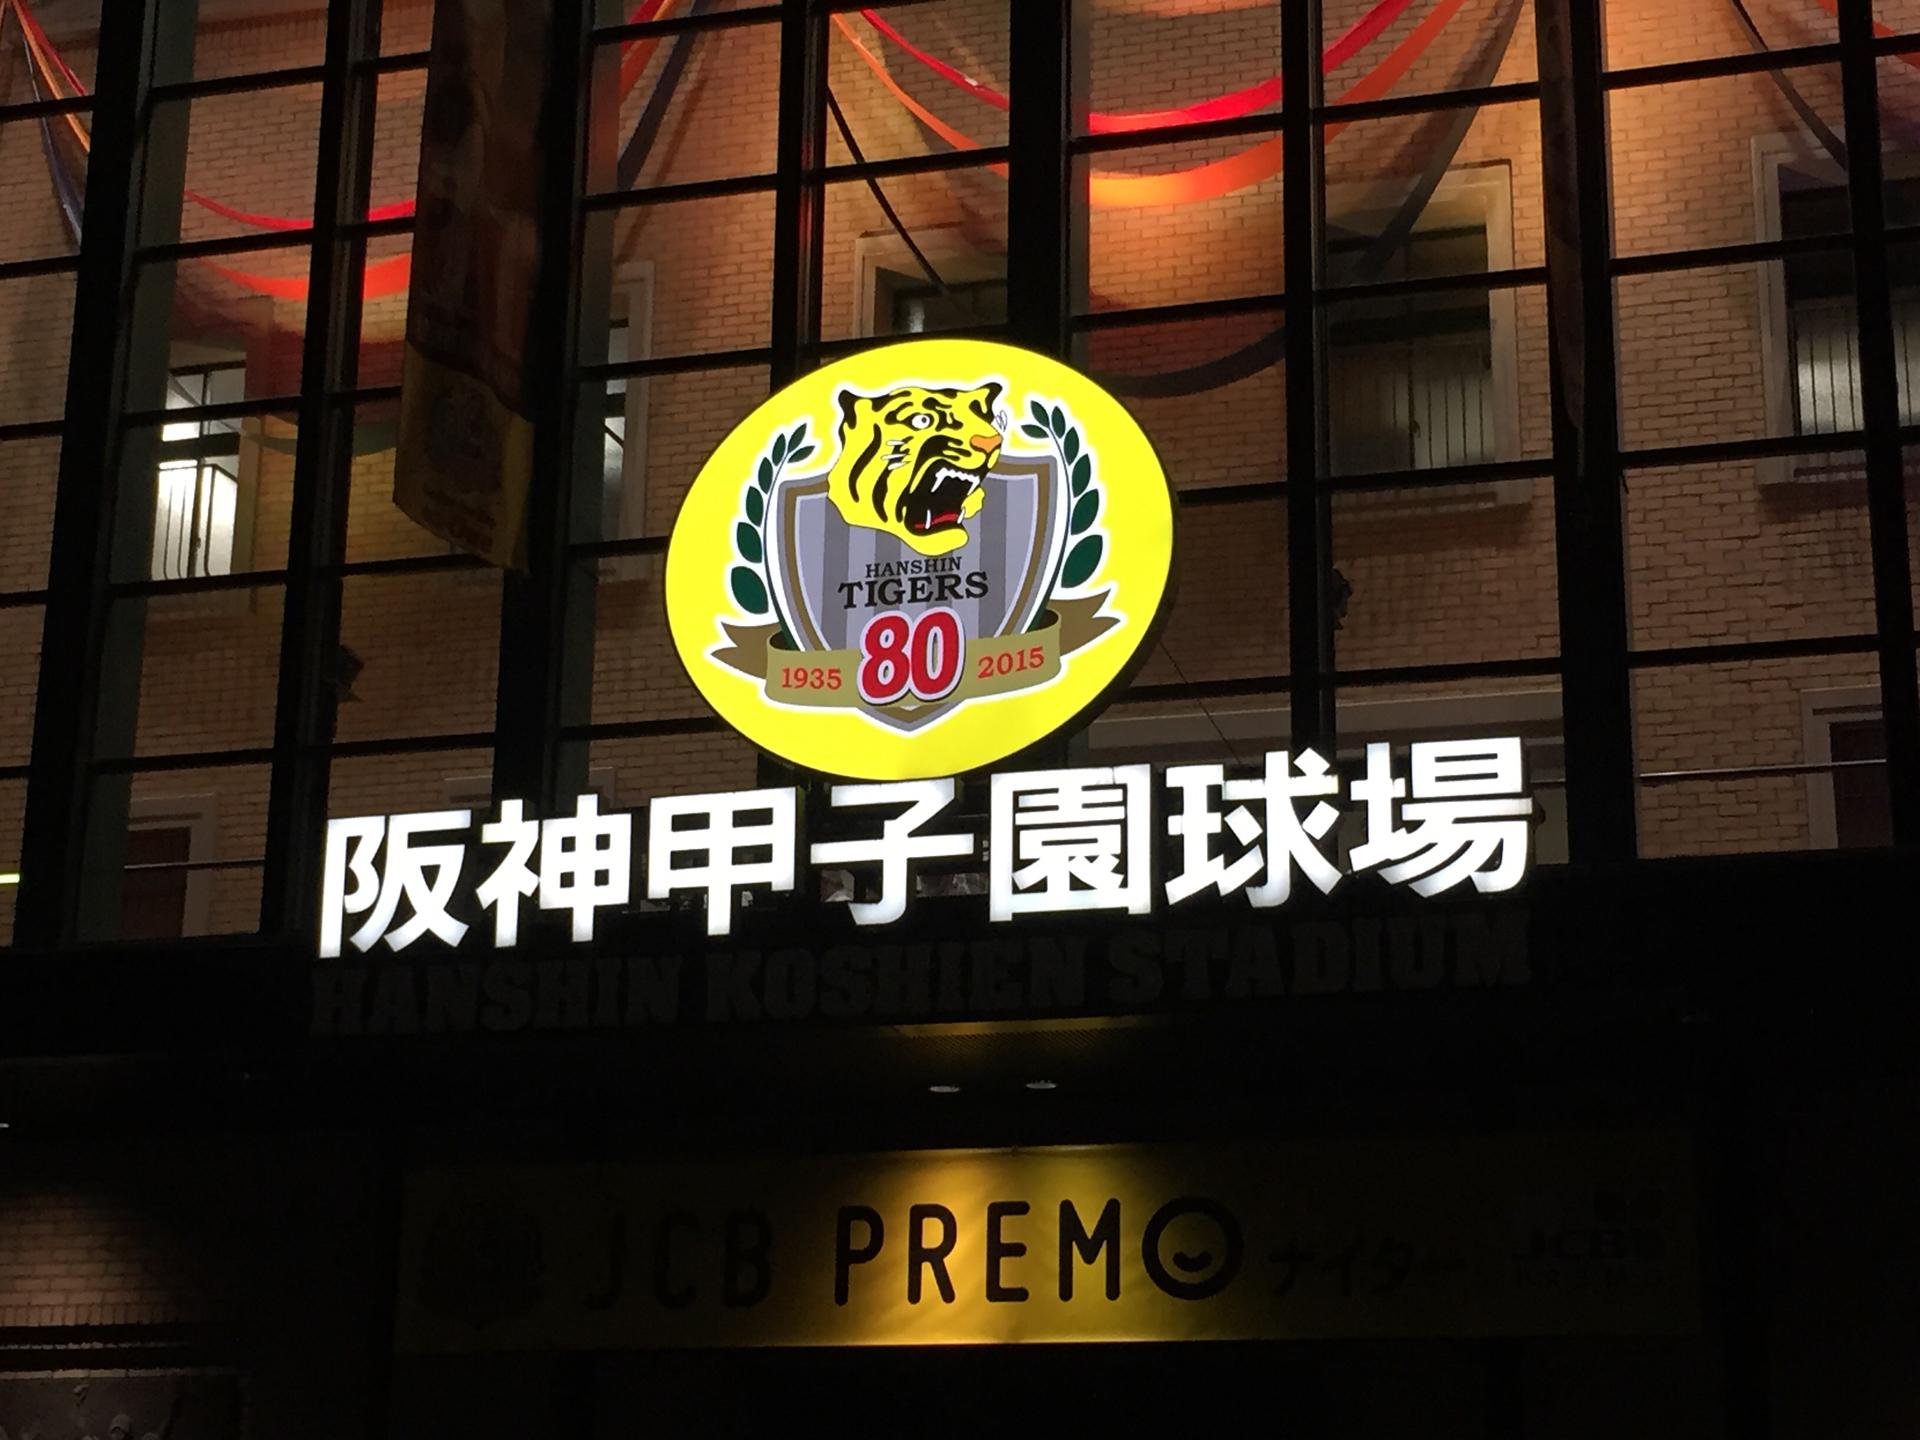 HANSHIN
TIGERS
1935 80 2015
阪神甲子園球場
HANSHIN KOSHIEN STADIUM
JCB PREMO ナイター JCB